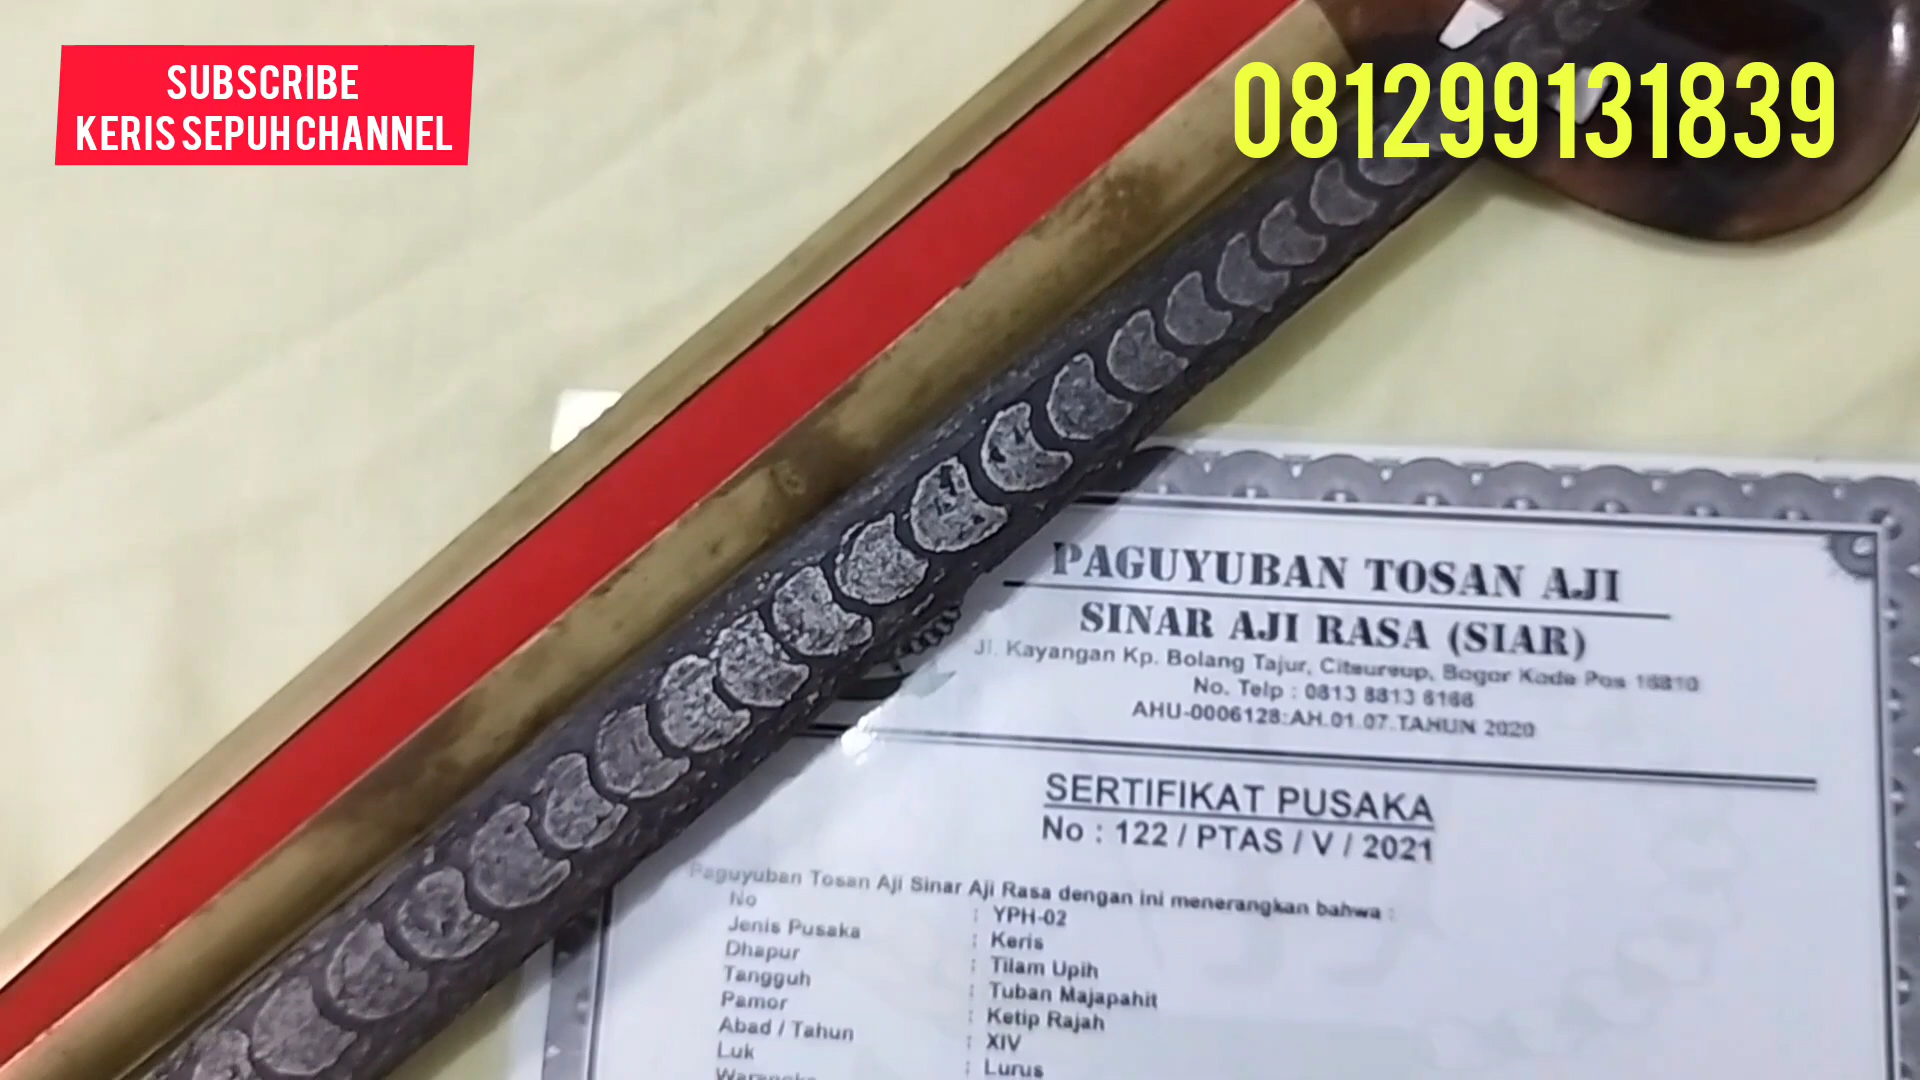 SUBSCRIBE
KERIS SEPUH CHANNEL
081299131839
PAGUYUBAN TOSAN AJI
SINAR AJI RASA (SIAR)
Jl. Kayangan Kp. Bolang Tajur, Citeureup, Bogor Kode Pos 16810
No. Telp : 0813 8813 6166
AHU-0006128.AH.01.07.TAHUN 2020
SERTIFIKAT PUSAKA
No : 122 / PTAS / V / 2021
Paguyuban Tosan Aji Sinar Aji Rasa dengan ini menerangkan bahwa :
No : YPH-02
Jenis Pusaka : Keris
Dhapur : Tilam Upih
Tangguh : Tuban Majapahit
Pamor : Ketip Rajah
Abad / Tahun : XIV
Luk : Lurus